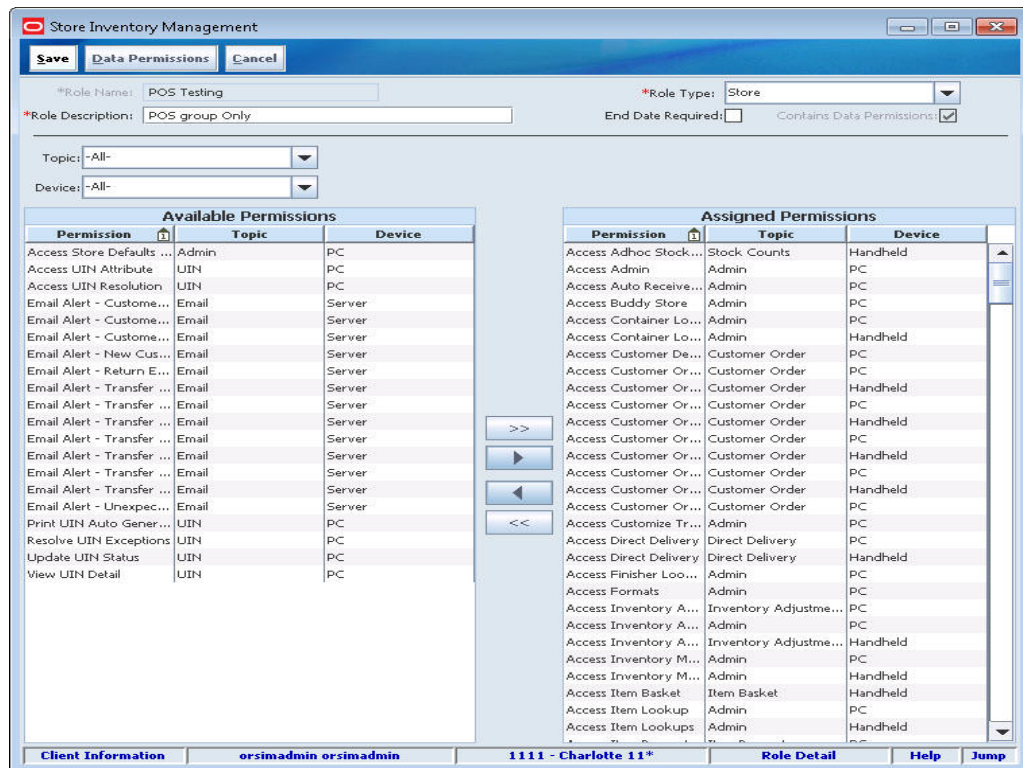 Store Inventory Management
Save Data Permissions Cancel
*Role Name: POS Testing *Role Type: Store
*Role Description: POS group Only End Date Required: Contains Data Permissions:
Topic: -All-
Device: -All-
Available Permissions
Permission 1 Topic Device
Access Store Defaults ... Admin PC
Access UIN Attribute UIN PC
Access UIN Resolution UIN PC
Email Alert - Custome... Email Server
Email Alert - Custome... Email Server
Email Alert - Custome... Email Server
Email Alert - New Cus... Email Server
Email Alert - Return E... Email Server
Email Alert - Transfer ... Email Server
Email Alert - Transfer ... Email Server
Email Alert - Transfer ... Email Server
Email Alert - Transfer ... Email Server
Email Alert - Transfer ... Email Server
Email Alert - Transfer ... Email Server
Email Alert - Transfer ... Email Server
Email Alert - Unexpec... Email Server
Print UIN Auto Gener... UIN PC
Resolve UIN Exceptions UIN PC
Update UIN Status UIN PC
View UIN Detail UIN PC
>>
<<
Assigned Permissions
Permission 1 Topic Device
Access Adhoc Stock... Stock Counts Handheld
Access Admin Admin PC
Access Auto Receive... Admin PC
Access Buddy Store Admin PC
Access Container Lo... Admin PC
Access Container Lo... Admin Handheld
Access Customer De... Customer Order PC
Access Customer Or... Customer Order PC
Access Customer Or... Customer Order Handheld
Access Customer Or... Customer Order PC
Access Customer Or... Customer Order Handheld
Access Customer Or... Customer Order PC
Access Customer Or... Customer Order Handheld
Access Customer Or... Customer Order PC
Access Customer Or... Customer Order Handheld
Access Customer Or... Customer Order PC
Access Customize Tr... Admin PC
Access Direct Delivery Direct Delivery PC
Access Direct Delivery Direct Delivery Handheld
Access Finisher Loo... Admin PC
Access Formats Admin PC
Access Inventory A... Inventory Adjustme... PC
Access Inventory A... Admin PC
Access Inventory A... Inventory Adjustme... Handheld
Access Inventory M... Admin PC
Access Inventory M... Admin Handheld
Access Item Basket Item Basket Handheld
Access Item Lookup Admin PC
Access Item Lookups Admin Handheld
Client Information orsimadmin orsimadmin 1111 - Charlotte 11* Role Detail Help Jump